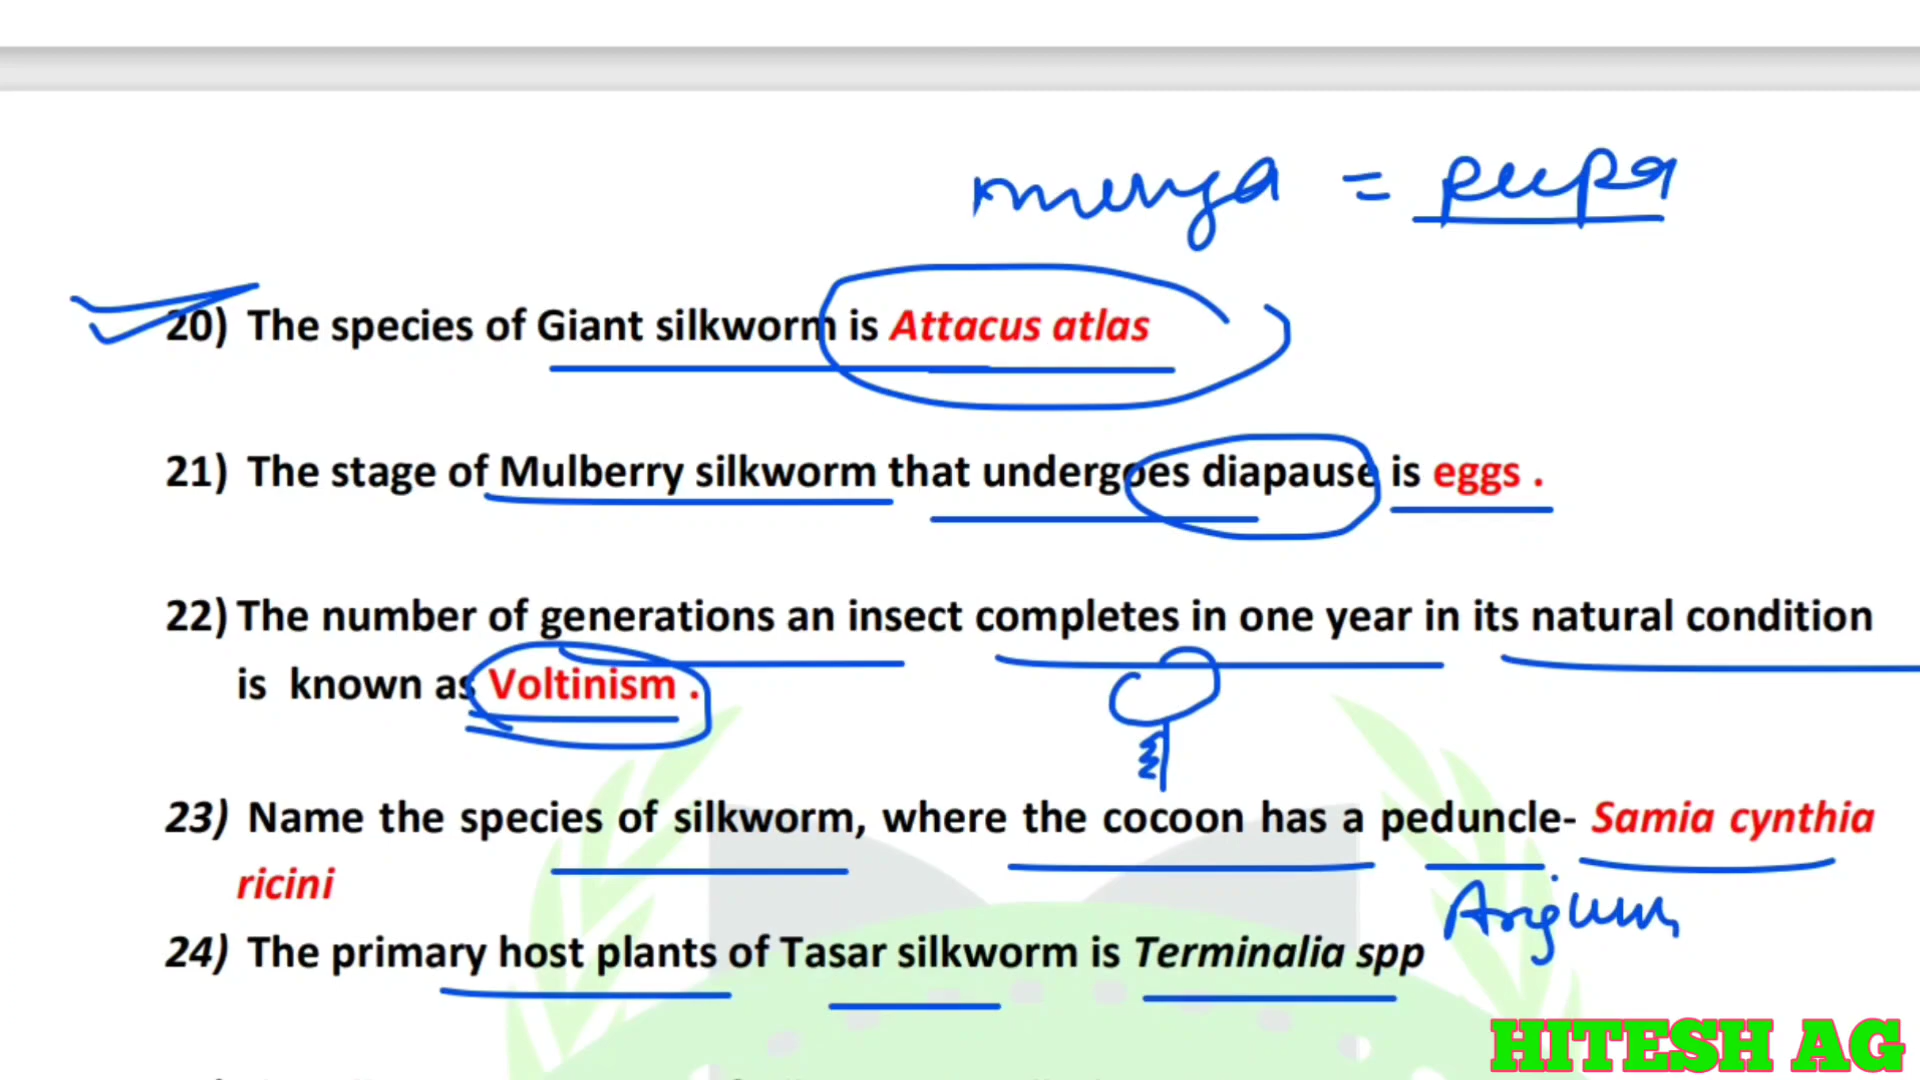 munga = pupa
20) The species of Giant silkworm is Attacus atlas
21) The stage of Mulberry silkworm that undergoes diapause is eggs .
22) The number of generations an insect completes in one year in its natural condition
is known as Voltinism .
23) Name the species of silkworm, where the cocoon has a peduncle- Samia cynthia
ricini
Arjuna
24) The primary host plants of Tasar silkworm is Terminalia spp
HITESH AG